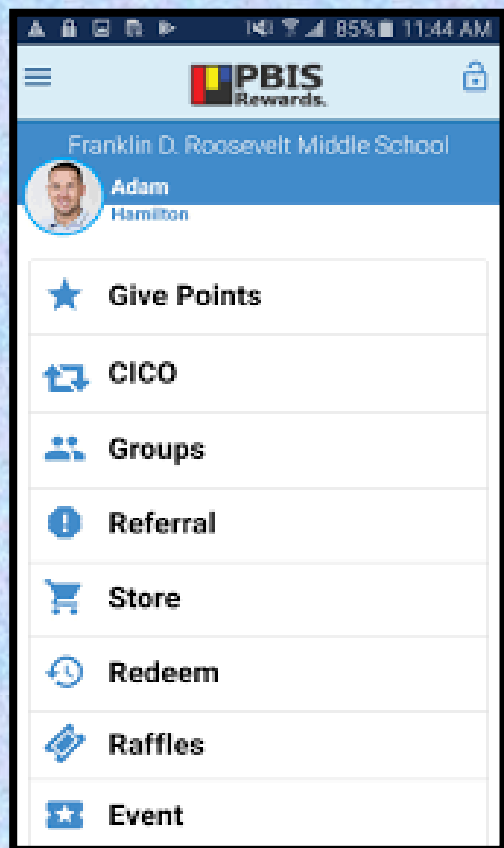 85% 11:44 AM
PBIS
Rewards.
Franklin D. Roosevelt Middle School
Adam
Hamilton
Give Points
CICO
Groups
Referral
Store
Redeem
Raffles
Event